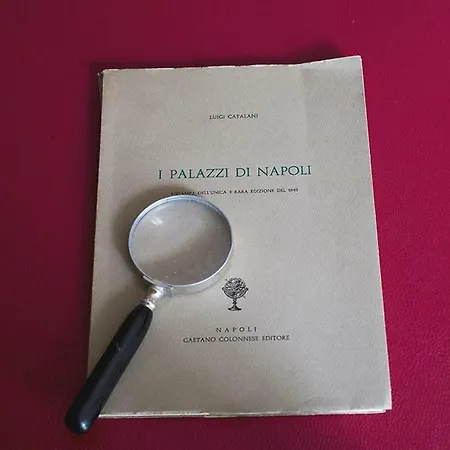 LUIGI CATALANI
I PALAZZI DI NAPOLI
RISTAMPA DELL'UNICA E RARA EDIZIONE DEL 1845
NAPOLI
GAETANO COLONNESE EDITORE